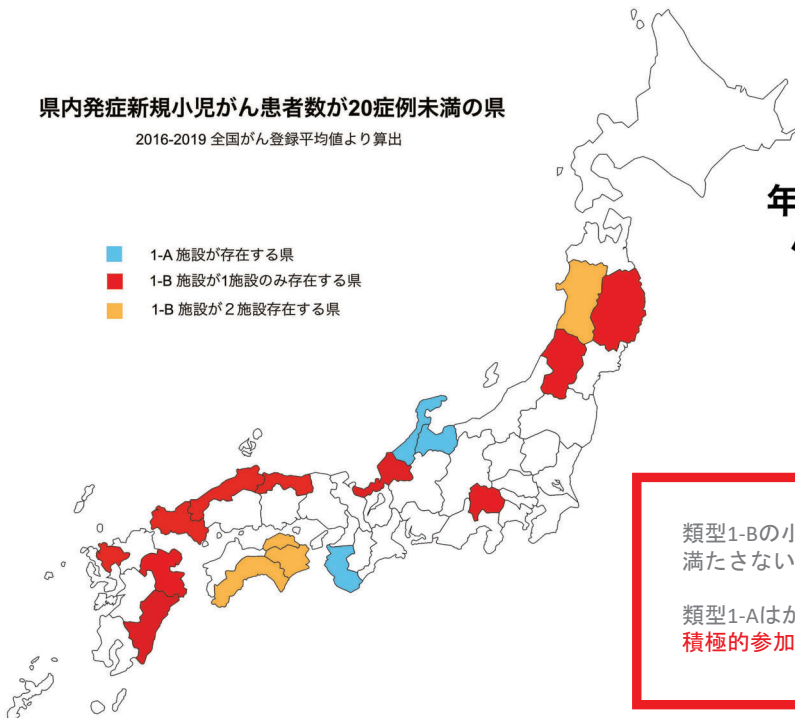 県内発症新規小児がん患者数が20症例未満の県
2016-2019 全国がん登録平均値より算出
年
1-A 施設が存在する県
1-B 施設が1施設のみ存在する県
1-B 施設が２施設存在する県
類型1-Bの小
満たさない
類型1-Aはか
積極的参加